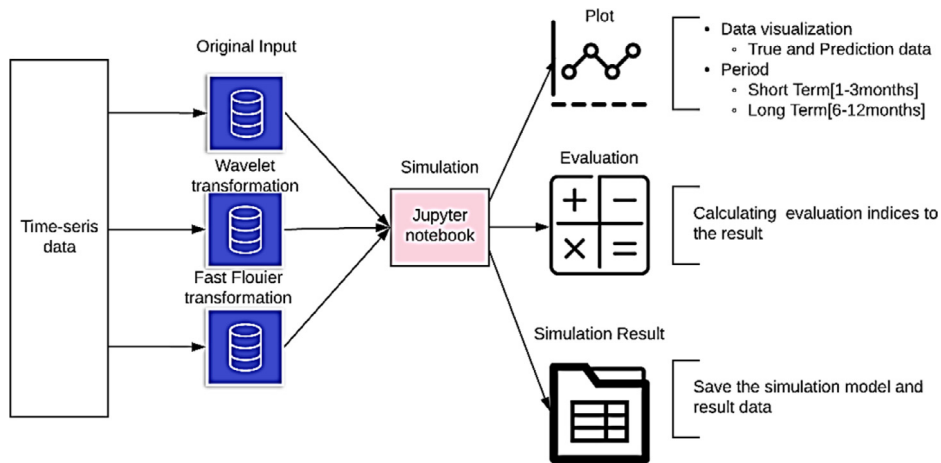 Time-seris
data
Original Input
Wavelet
transformation
Fast Flouier
transformation
Simulation
Jupyter
notebook
Plot
• Data visualization
◦ True and Prediction data
• Period
◦ Short Term[1-3months]
◦ Long Term[6-12months]
Evaluation
Calculating evaluation indices to
the result
Simulation Result
Save the simulation model and
result data